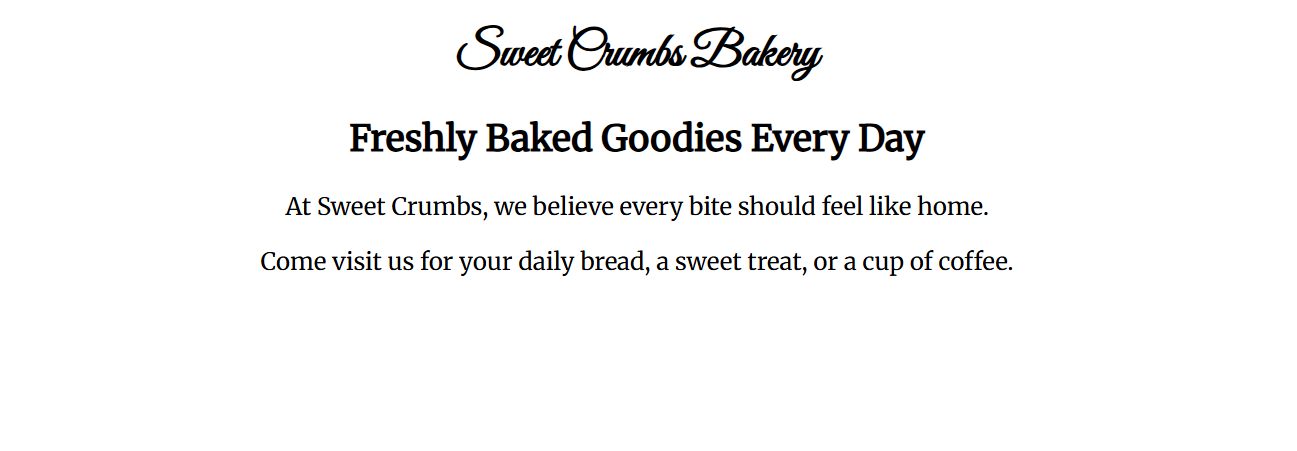 Sweet Crumbs Bakery
Freshly Baked Goodies Every Day
At Sweet Crumbs, we believe every bite should feel like home.
Come visit us for your daily bread, a sweet treat, or a cup of coffee.